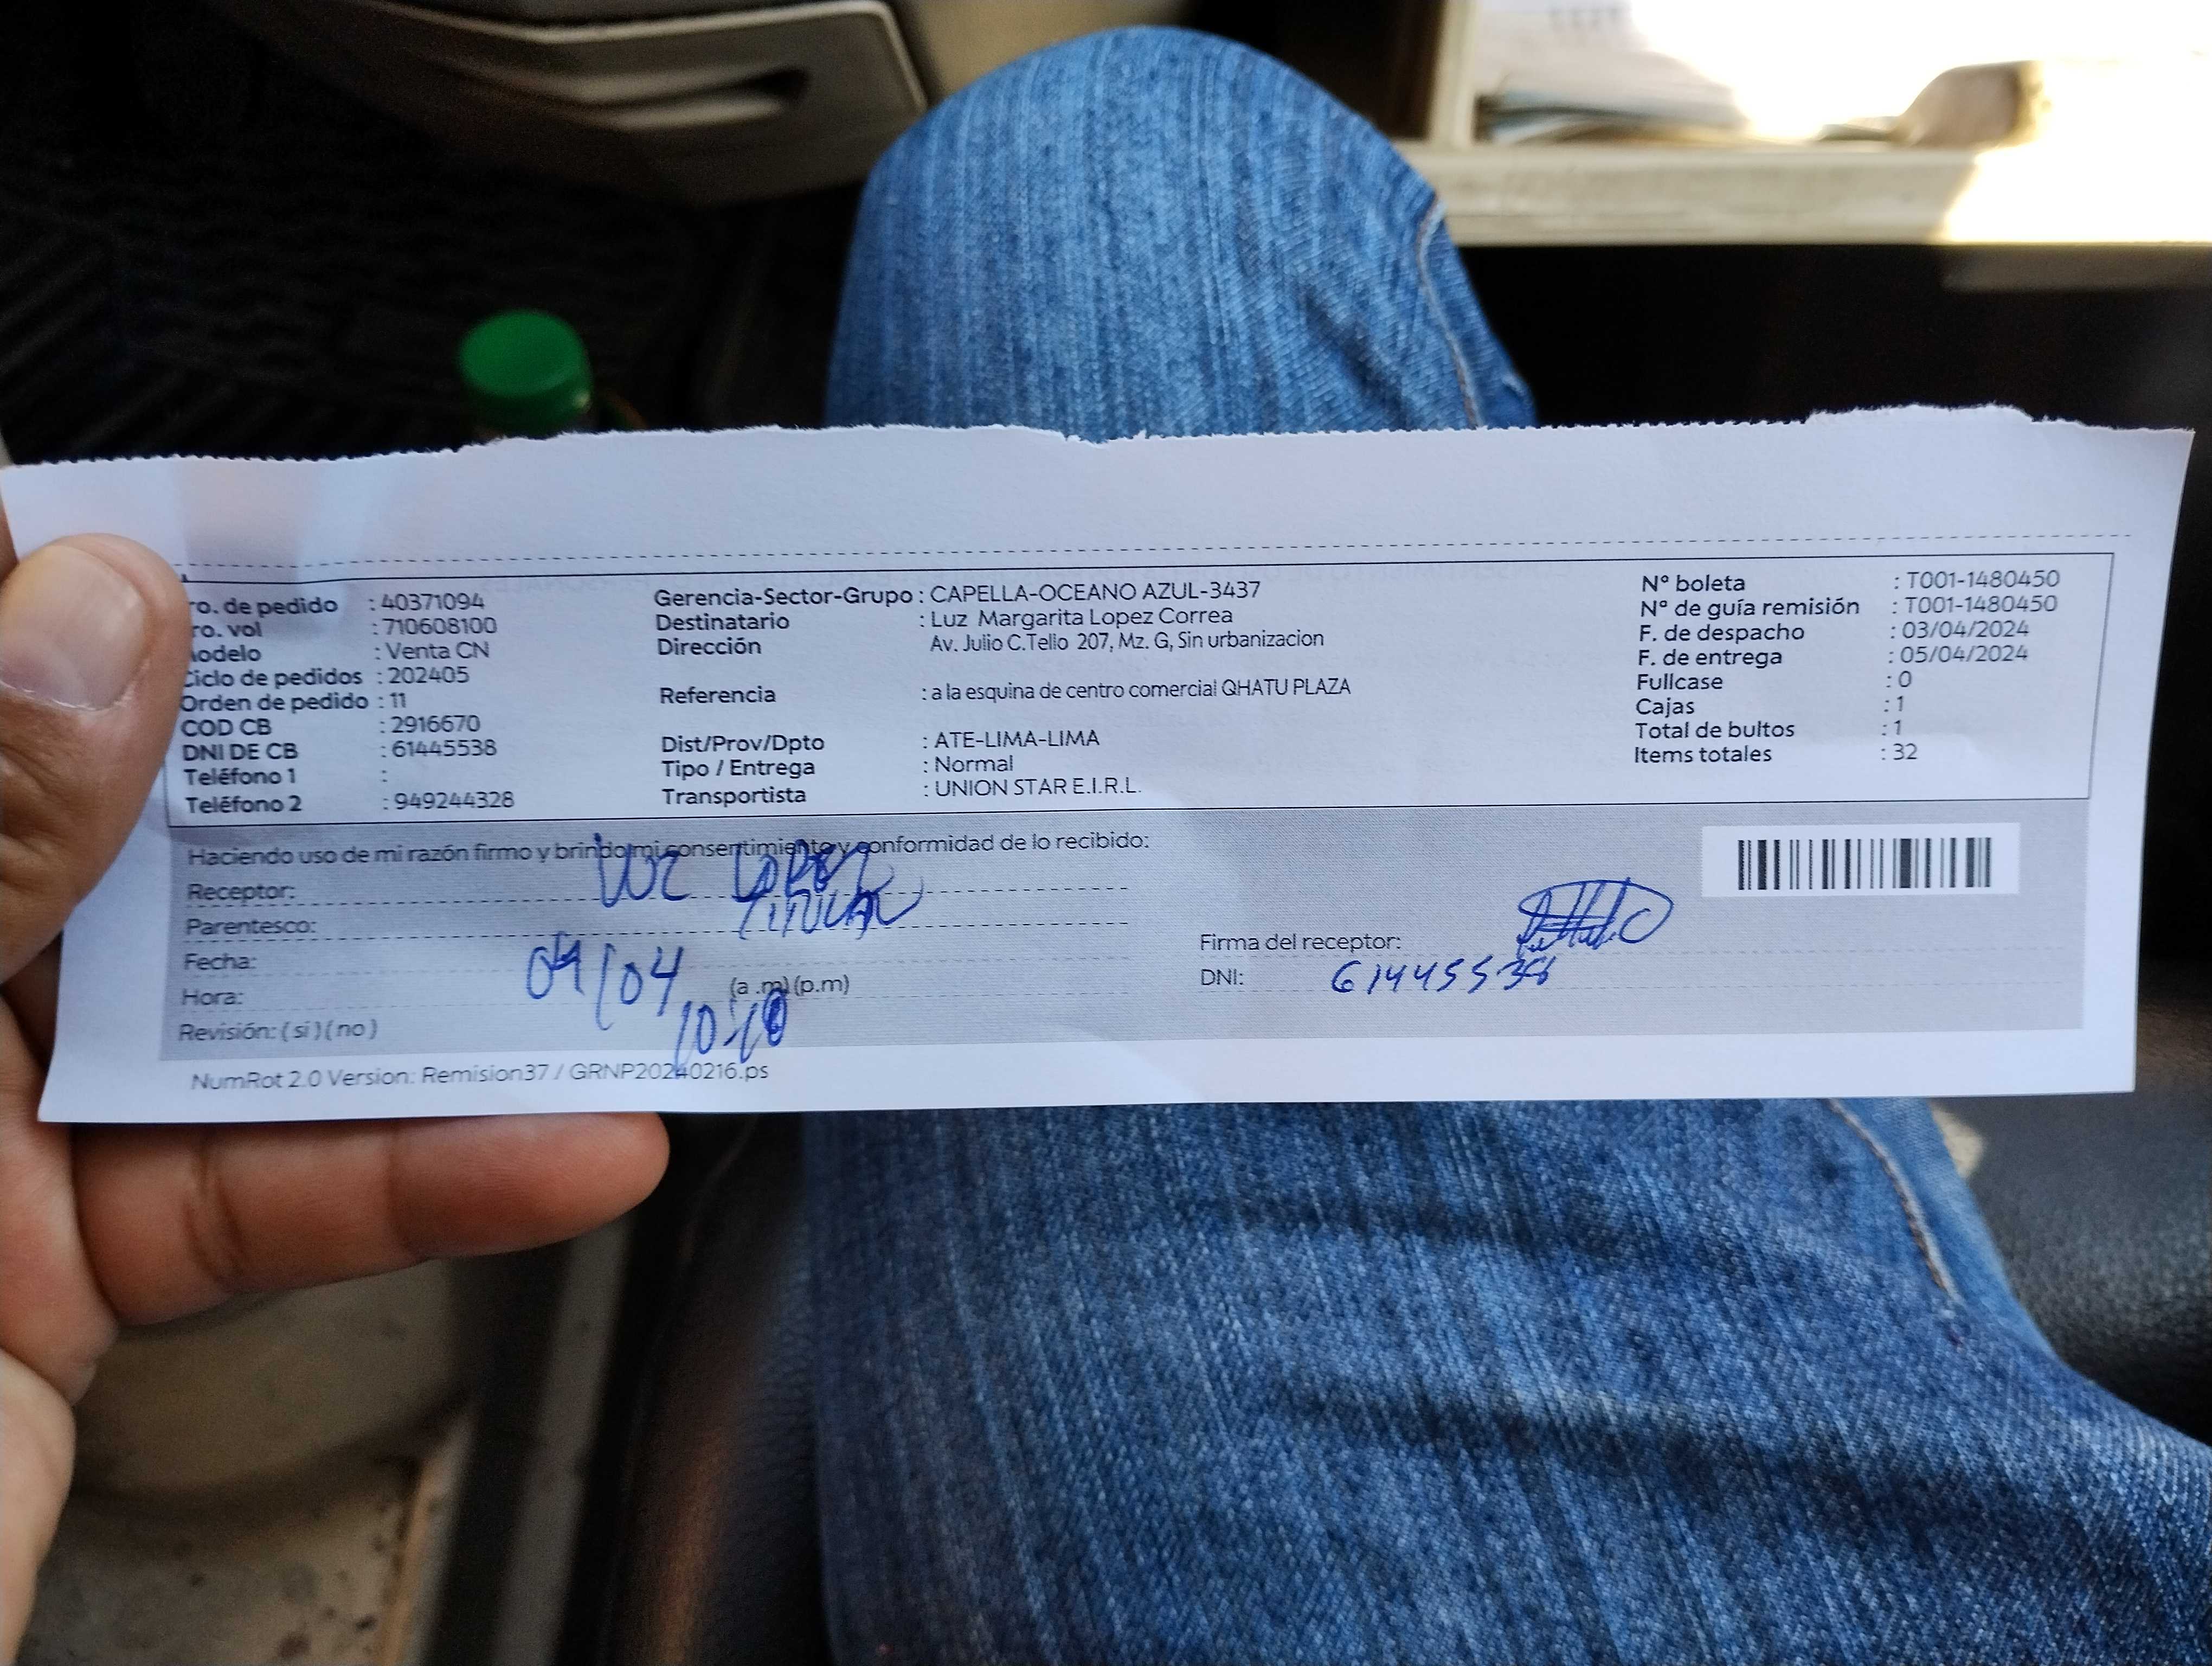 ro. de pedido : 40371094
ro. vol : 710608100
odelo : Venta CN
Ciclo de pedidos : 202405
Orden de pedido : 11
COD CB : 2916670
DNI DE CB : 61445538
Teléfono 1 :
Teléfono 2 : 949244328
Gerencia-Sector-Grupo : CAPELLA-OCEANO AZUL-3437
Destinatario : Luz Margarita Lopez Correa
Dirección Av. Julio C.Tello 207, Mz. G, Sin urbanizacion
Referencia : a la esquina de centro comercial QHATU PLAZA
Dist/Prov/Dpto : ATE-LIMA-LIMA
Tipo / Entrega : Normal
Transportista : UNION STAR E.I.R.L.
N° boleta : T001-1480450
N° de guía remisión : T001-1480450
F. de despacho : 03/04/2024
F. de entrega : 05/04/2024
Fullcase : 0
Cajas : 1
Total de bultos : 1
Items totales : 32
Haciendo uso de mi razón firmo y brindo mi consentimiento y conformidad de lo recibido:
Receptor: Luz Lopez
Parentesco: TITULAR
Fecha: /04
Hora: (a .m) (p.m)
Revisión: ( si ) ( no )
Firma del receptor:
DNI: 61445538
NumRot 2.0 Version: Remision37 / GRNP20240216.ps